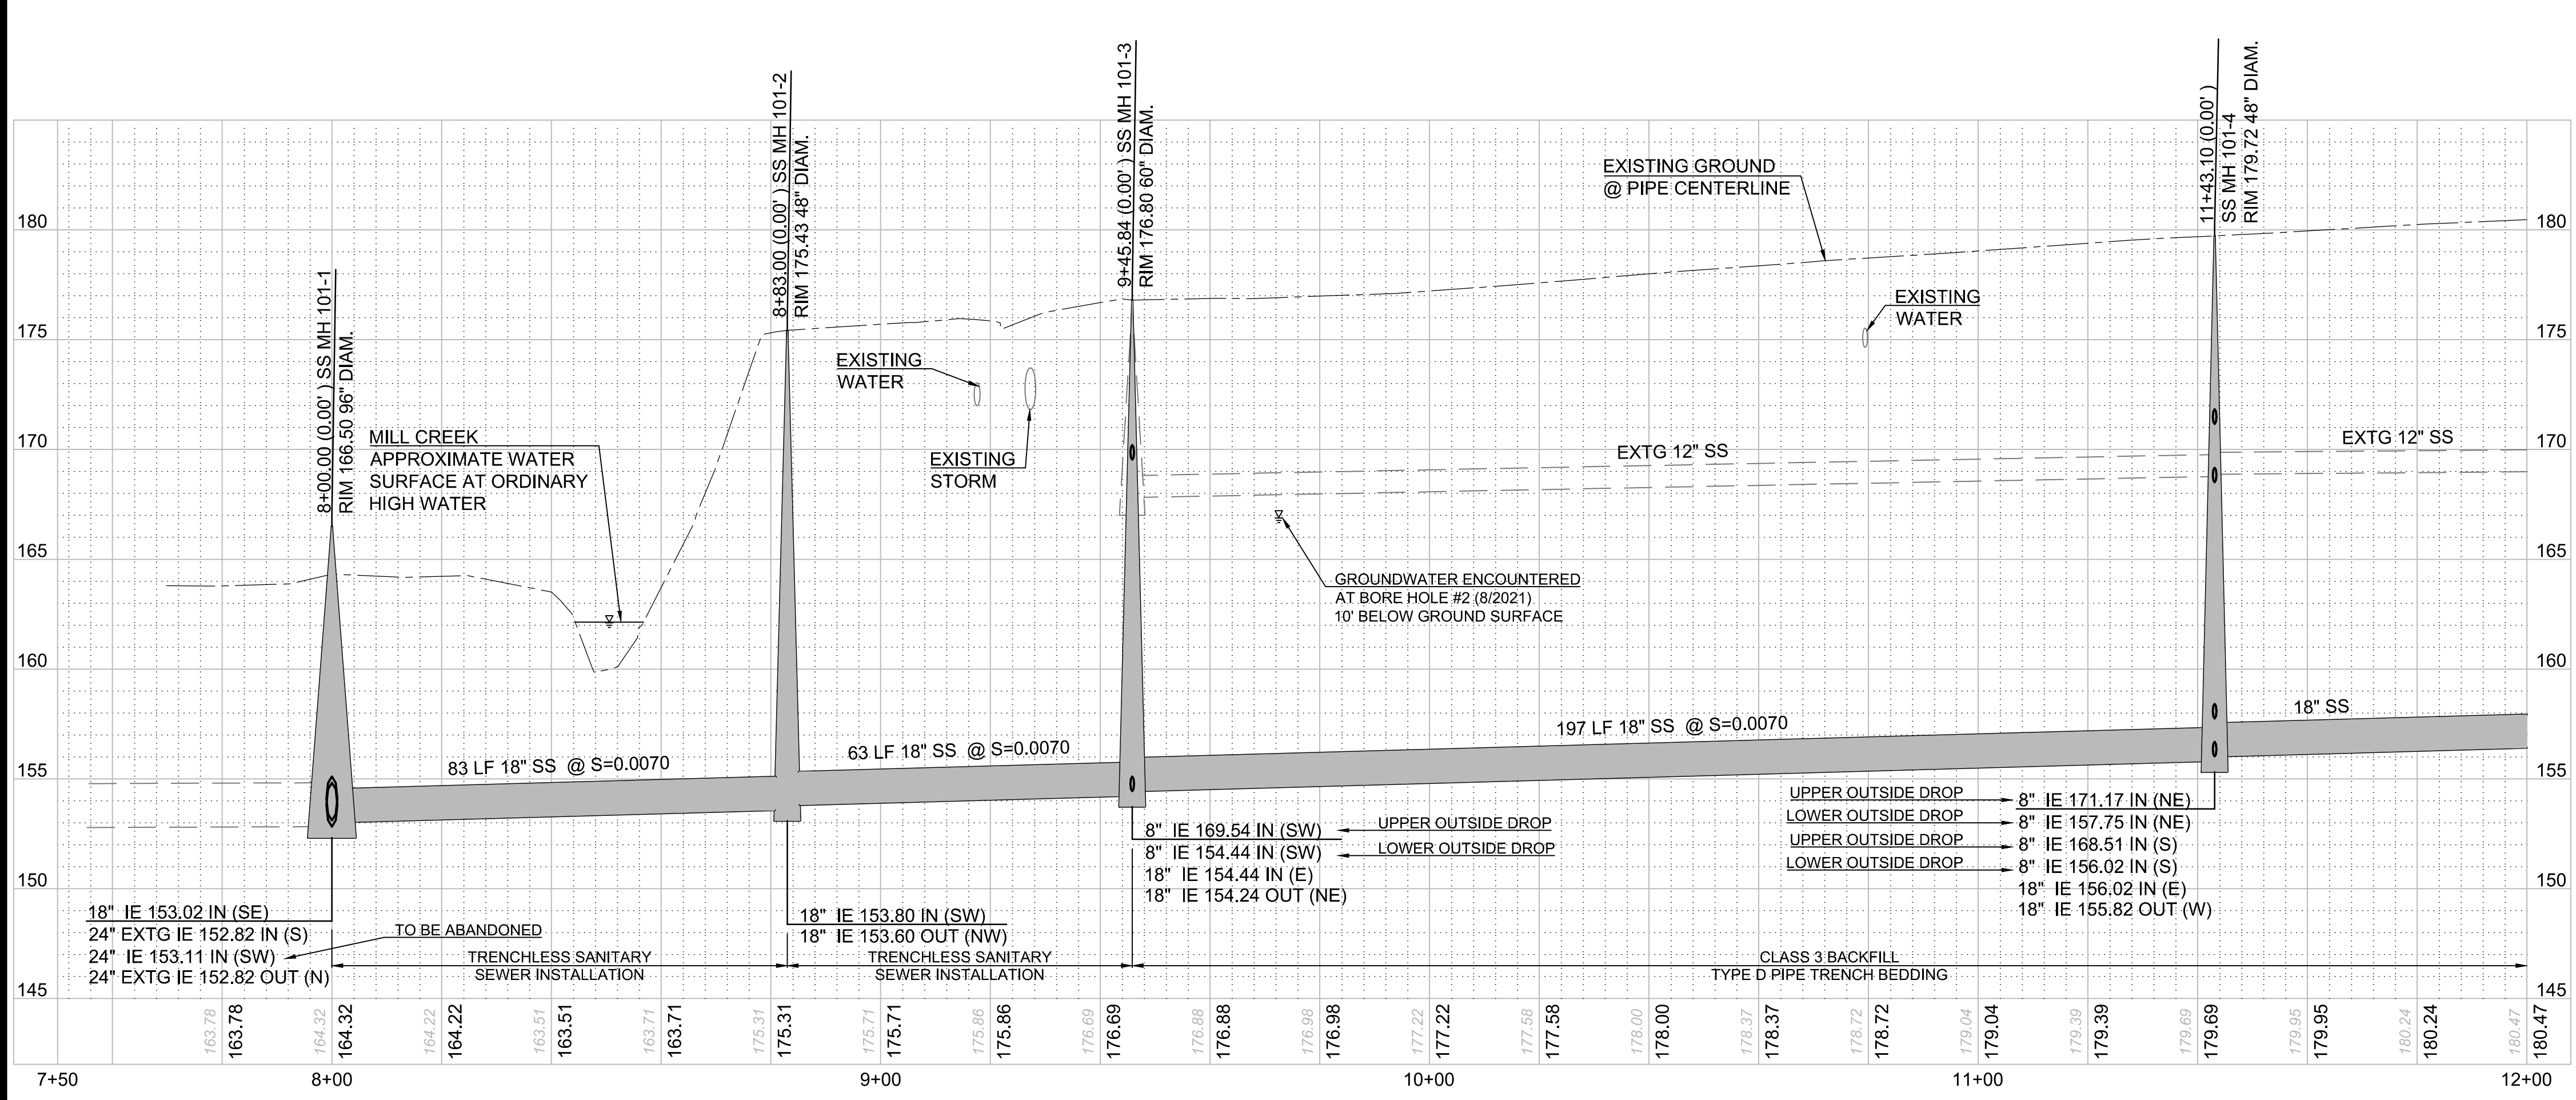 8+00.00 (0.00' ) SS MH 101-1
RIM 166.50 96" DIAM.
8+83.00 (0.00' ) SS MH 101-2
RIM 175.43 48" DIAM.
9+45.84 (0.00' ) SS MH 101-3
RIM 176.80 60" DIAM.
11+43.10 (0.00' )
SS MH 101-4
RIM 179.72 48" DIAM.
EXISTING GROUND
@ PIPE CENTERLINE
180
180
175
175
170
170
165
165
160
160
155
155
150
150
145
145
EXISTING
WATER
EXISTING
WATER
EXISTING
STORM
MILL CREEK
APPROXIMATE WATER
SURFACE AT ORDINARY
HIGH WATER
EXTG 12" SS
EXTG 12" SS
GROUNDWATER ENCOUNTERED
AT BORE HOLE #2 (8/2021)
10' BELOW GROUND SURFACE
83 LF 18" SS @ S=0.0070
63 LF 18" SS @ S=0.0070
197 LF 18" SS @ S=0.0070
18" SS
18" IE 153.02 IN (SE)
24" EXTG IE 152.82 IN (S)
24" IE 153.11 IN (SW)
24" EXTG IE 152.82 OUT (N)
TO BE ABANDONED
18" IE 153.80 IN (SW)
18" IE 153.60 OUT (NW)
8" IE 169.54 IN (SW)
8" IE 154.44 IN (SW)
18" IE 154.44 IN (E)
18" IE 154.24 OUT (NE)
UPPER OUTSIDE DROP
LOWER OUTSIDE DROP
UPPER OUTSIDE DROP
LOWER OUTSIDE DROP
UPPER OUTSIDE DROP
LOWER OUTSIDE DROP
8" IE 171.17 IN (NE)
8" IE 157.75 IN (NE)
8" IE 168.51 IN (S)
8" IE 156.02 IN (S)
18" IE 156.02 IN (E)
18" IE 155.82 OUT (W)
TRENCHLESS SANITARY
SEWER INSTALLATION
TRENCHLESS SANITARY
SEWER INSTALLATION
CLASS 3 BACKFILL
TYPE D PIPE TRENCH BEDDING
163.78
163.78
164.32
164.32
164.22
164.22
163.51
163.51
163.71
163.71
175.31
175.31
175.71
175.71
175.86
175.86
176.69
176.69
176.88
176.88
176.98
176.98
177.22
177.22
177.58
177.58
178.00
178.00
178.37
178.37
178.72
178.72
179.04
179.04
179.39
179.39
179.69
179.69
179.95
179.95
180.24
180.24
180.47
180.47
7+50
8+00
9+00
10+00
11+00
12+00